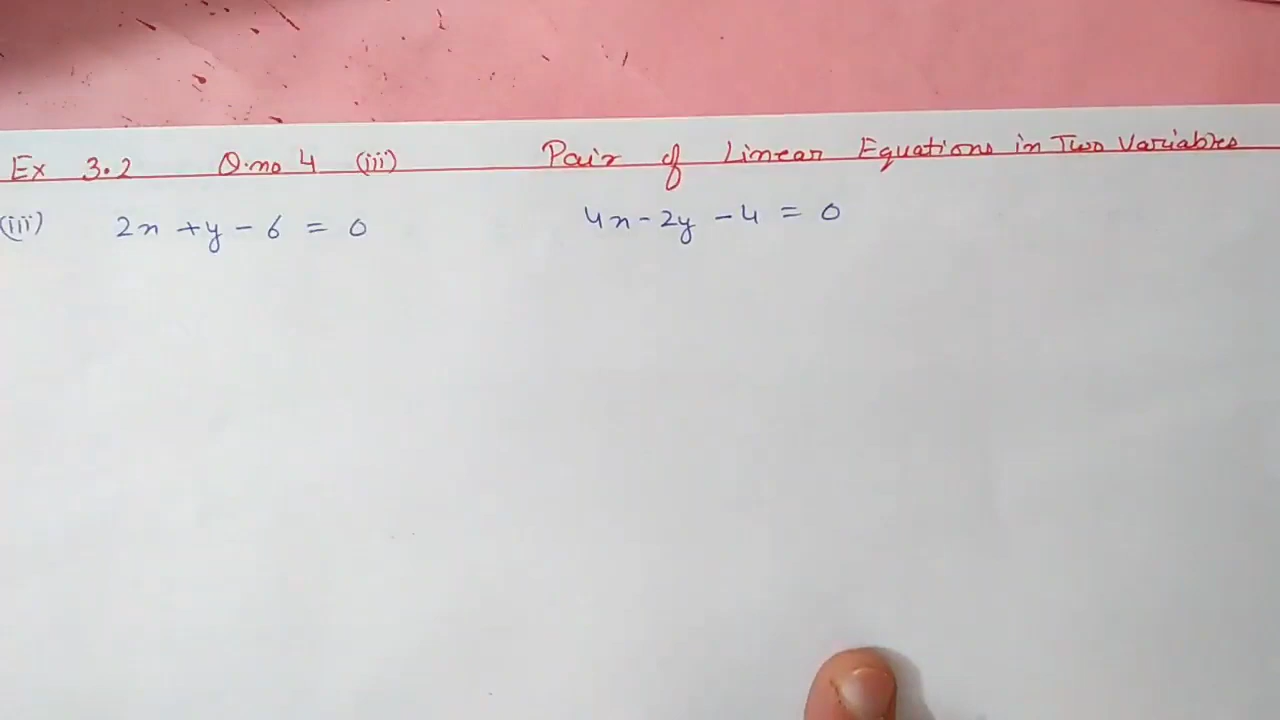 Ex 3.2 Q.no 4 (iii) Pair of Linear Equations in Two Variables
(iii) 2x + y - 6 = 0 4x - 2y - 4 = 0